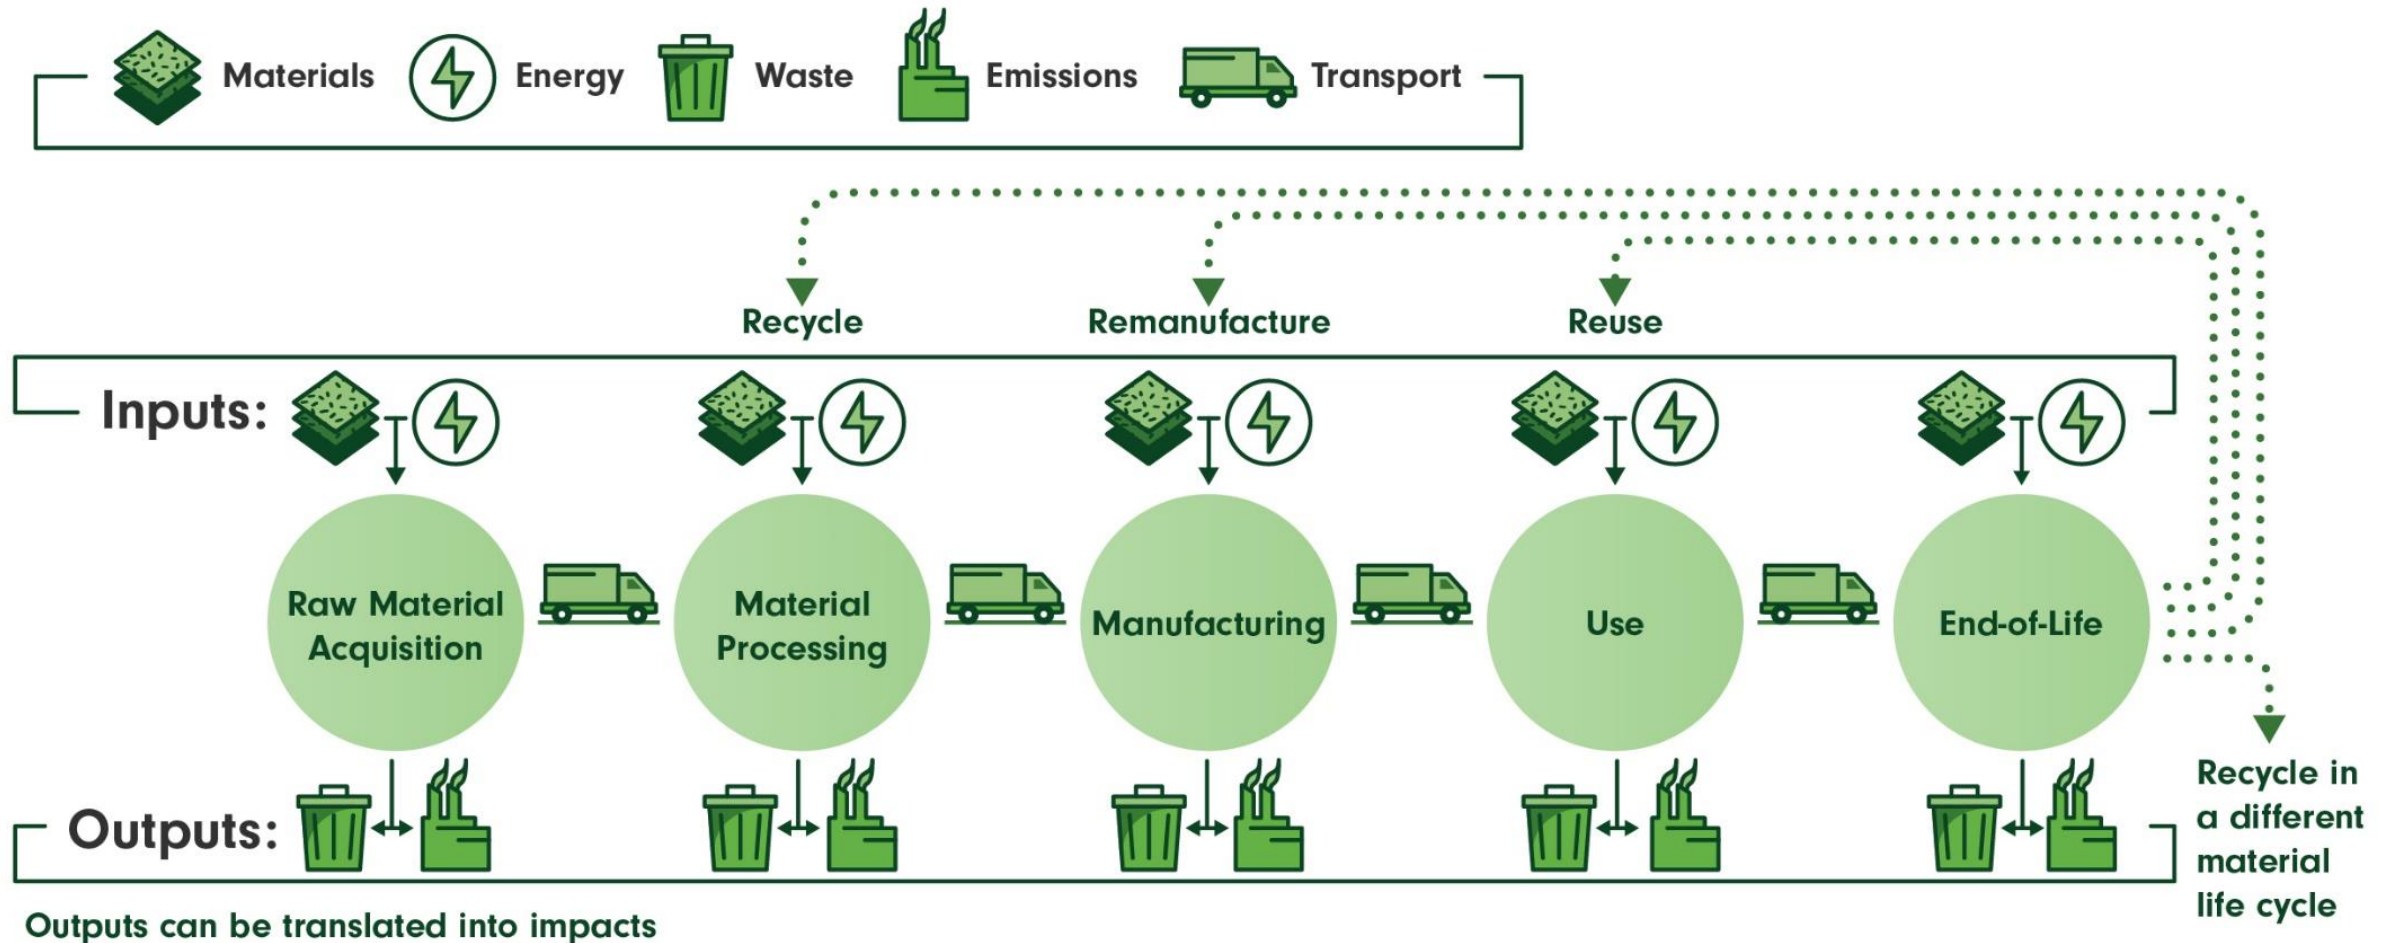 Materials
Energy
Waste
Emissions
Transport
Recycle
Remanufacture
Reuse
Inputs:
Raw Material
Acquisition
Material
Processing
Manufacturing
Use
End-of-Life
Outputs:
Recycle in
a different
material
life cycle
Outputs can be translated into impacts